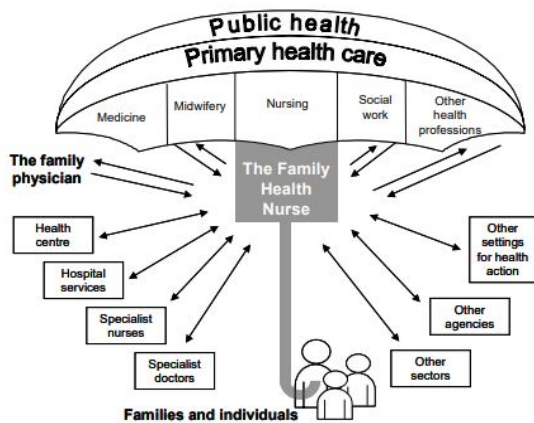 Public health
Primary health care
Medicine
Midwifery
Nursing
Social
work
Other
health
professions
The family
physician
The Family
Health
Nurse
Health
centre
Hospital
services
Specialist
nurses
Specialist
doctors
Other
settings
for health
action
Other
agencies
Other
sectors
Families and individuals